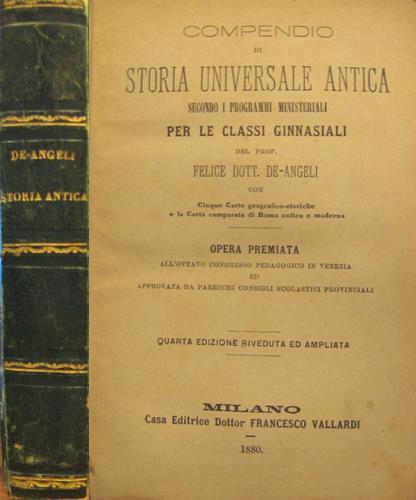 DE-ANGELI
STORIA ANTICA
COMPENDIO
DI
STORIA UNIVERSALE ANTICA
SECONDO I PROGRAMMI MINISTERIALI
PER LE CLASSI GINNASIALI
DEL PROF.
FELICE DOTT. DE-ANGELI
CON
Cinque Carte geografico-storiche
e la Carta comparata di Roma antica e moderna
OPERA PREMIATA
ALL'OTTAVO CONGRESSO PEDAGOGICO IN VENEZIA
ED
APPROVATA DA PARECCHI CONSIGLI SCOLASTICI PROVINCIALI
QUARTA EDIZIONE RIVEDUTA ED AMPLIATA
MILANO
Casa Editrice Dottor FRANCESCO VALLARDI
1880.